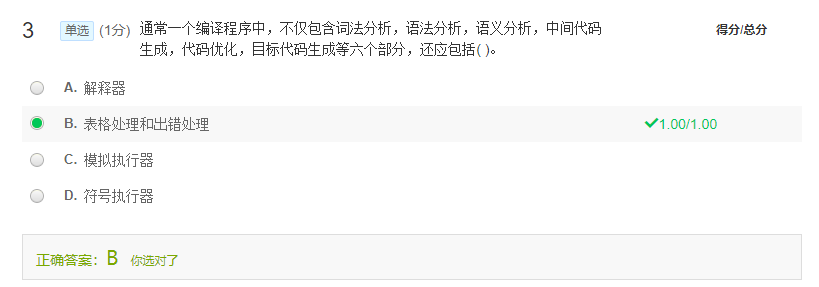 3 单选 (1分) 通常一个编译程序中，不仅包含词法分析，语法分析，语义分析，中间代码 得分/总分
生成，代码优化，目标代码生成等六个部分，还应包括( )。
A. 解释器
B. 表格处理和出错处理 1.00/1.00
C. 模拟执行器
D. 符号执行器
正确答案：B 你选对了